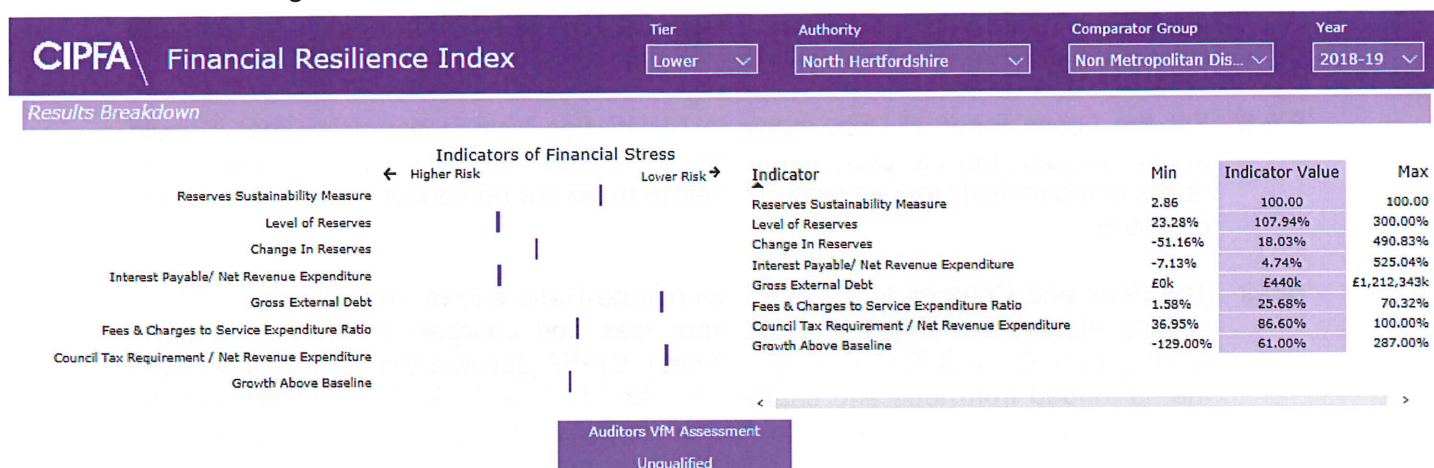 Tier Authority Comparator Group Year
CIPFA\ Financial Resilience Index
Lower North Hertfordshire Non Metropolitan Dis... 2018-19
Results Breakdown
Indicators of Financial Stress
← Higher Risk Lower Risk →
Reserves Sustainability Measure
Level of Reserves
Change In Reserves
Interest Payable/ Net Revenue Expenditure
Gross External Debt
Fees & Charges to Service Expenditure Ratio
Council Tax Requirement / Net Revenue Expenditure
Growth Above Baseline
Indicator Min Indicator Value Max
Reserves Sustainability Measure 2.86 100.00 100.00
Level of Reserves 23.28% 107.94% 300.00%
Change In Reserves -51.16% 18.03% 490.83%
Interest Payable/ Net Revenue Expenditure -7.13% 4.74% 525.04%
Gross External Debt £0k £440k £1,212,343k
Fees & Charges to Service Expenditure Ratio 1.58% 25.68% 70.32%
Council Tax Requirement / Net Revenue Expenditure 36.95% 86.60% 100.00%
Growth Above Baseline -129.00% 61.00% 287.00%
Auditors VfM Assessment
Unqualified